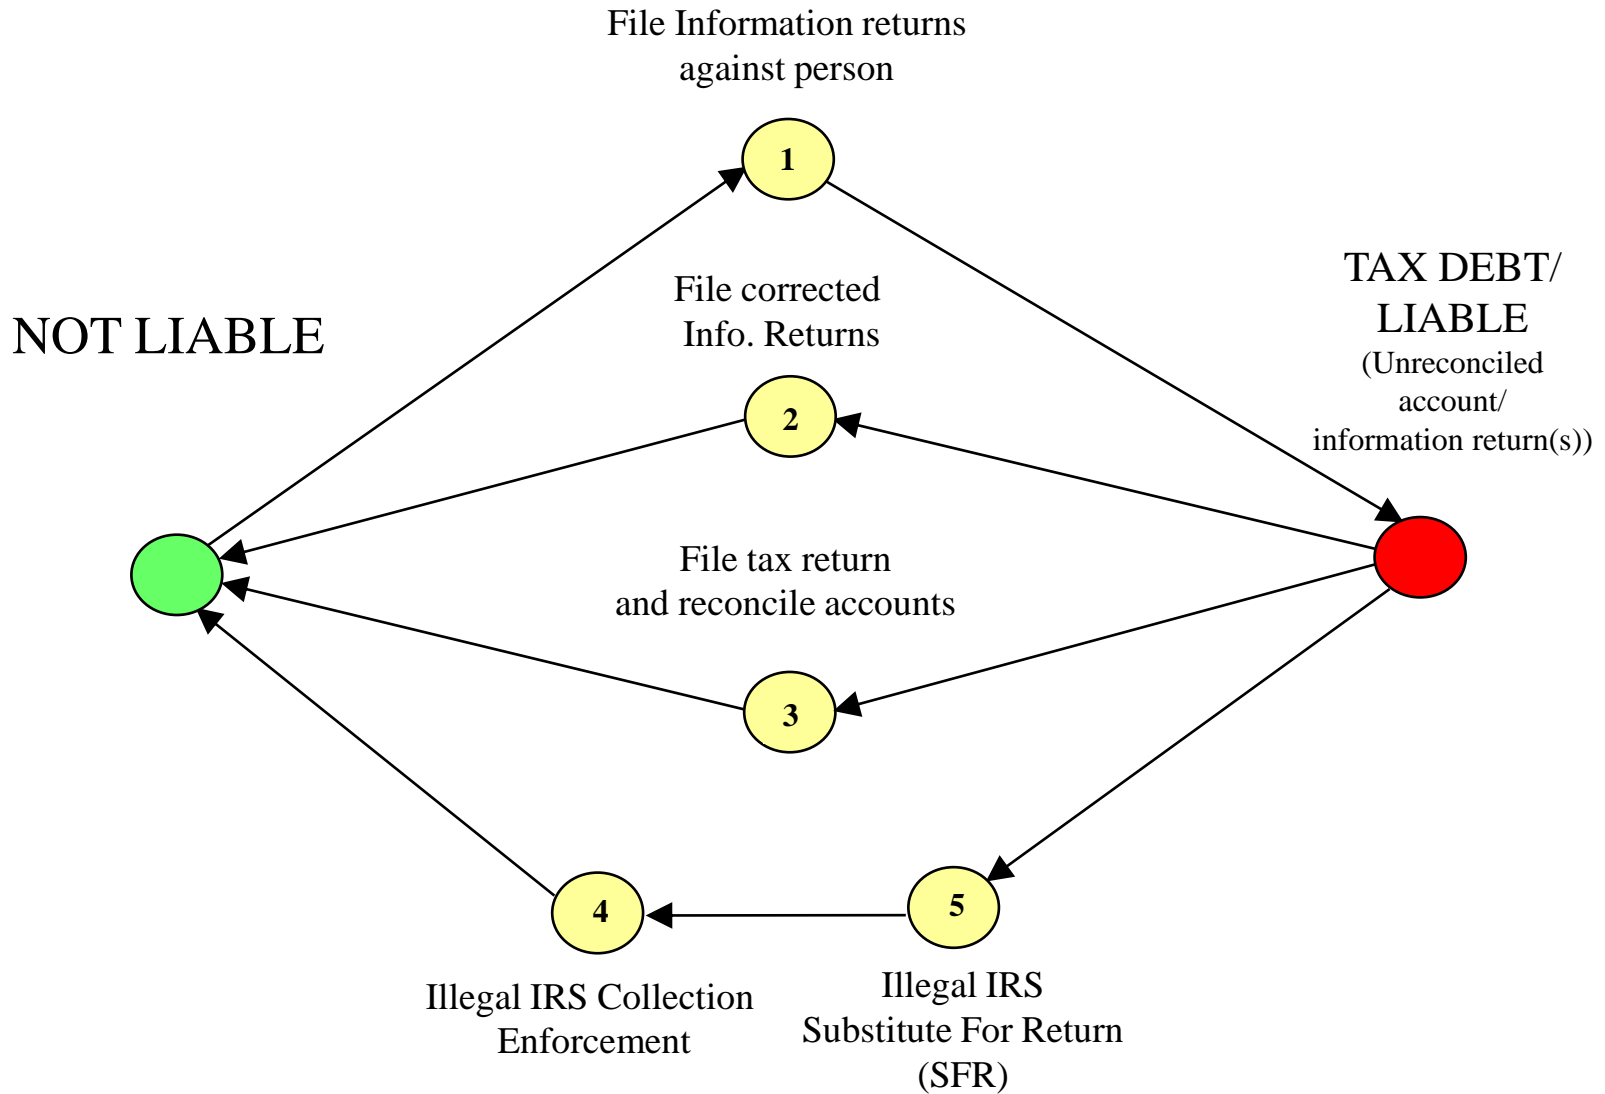 File Information returns
against person
1
File corrected
Info. Returns
TAX DEBT/
LIABLE
(Unreconciled
account/
information return(s))
NOT LIABLE
2
File tax return
and reconcile accounts
3
4
5
Illegal IRS Collection
Enforcement
Illegal IRS
Substitute For Return
(SFR)